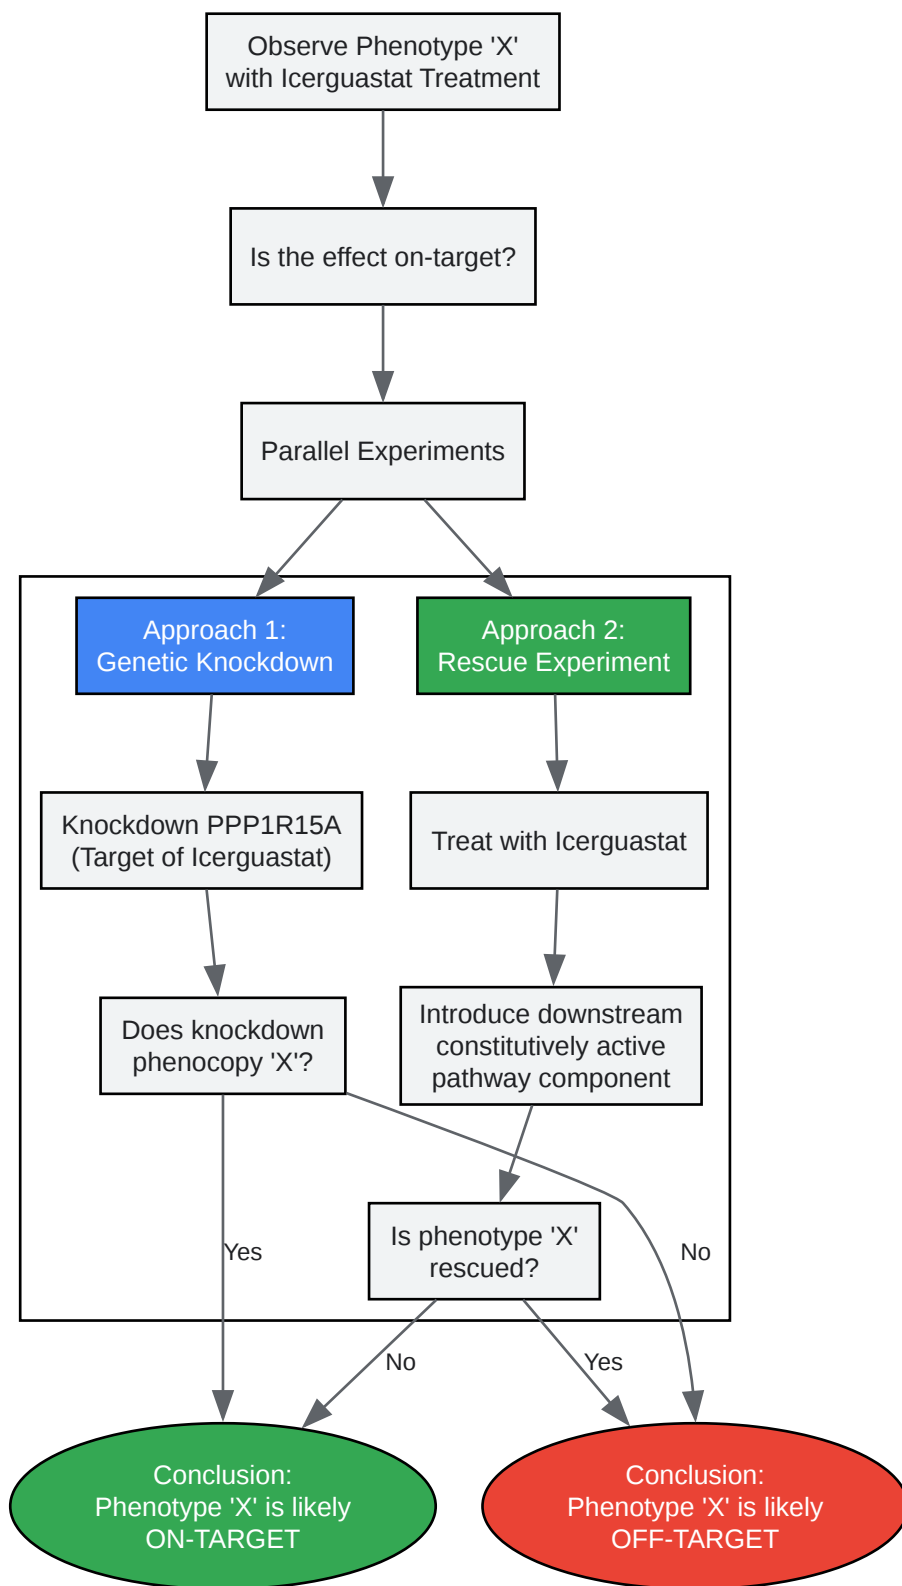 Observe Phenotype 'X'
with Icerguastat Treatment
Is the effect on-target?
Parallel Experiments
Approach 1:
Genetic Knockdown
Approach 2:
Rescue Experiment
Knockdown PPP1R15A
(Target of Icerguastat)
Treat with Icerguastat
Does knockdown
phenocopy 'X'?
Introduce downstream
constitutively active
pathway component
Is phenotype 'X'
rescued?
Yes
No
No
Yes
Conclusion:
Phenotype 'X' is likely
ON-TARGET
Conclusion:
Phenotype 'X' is likely
OFF-TARGET